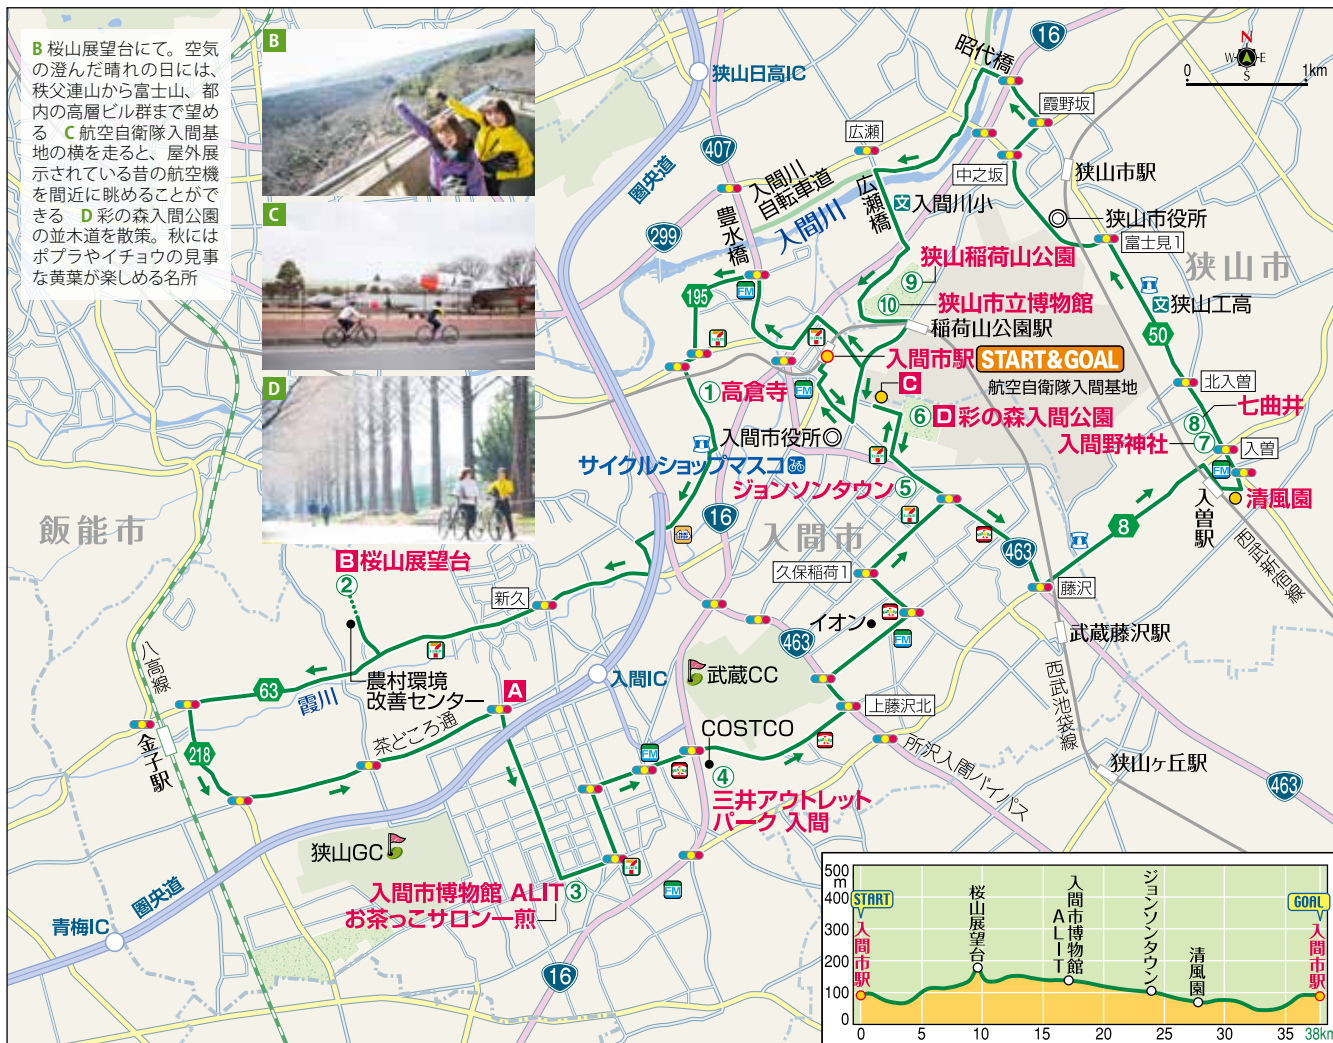 B 桜山展望台にて。空気
の澄んだ晴れの日には、
秩父連山から富士山、都
内の高層ビル群まで望め
る C 航空自衛隊入間基
地の横を走ると、屋外展
示されている昔の航空機
を間近に眺めることがで
きる D 彩の森入間公園
の並木道を散策。秋には
ポプラやイチョウの見事
な黄葉が楽しめる名所
B
C
D
16
昭代橋
N
W E
S
0 1km
狭山日高IC
霞野坂
広瀬
407
圏央道
中之坂
狭山市駅
入間川
自転車道
入間川
広瀬橋
文 入間川小
狭山市役所
豊水橋
299
富士見1
狭山市
⑨ 狭山稲荷山公園
195
FM
⑩ 狭山市立博物館
文 狭山工高
稲荷山公園駅
50
入間市駅 START&GOAL
航空自衛隊入間基地
北入曽
① 高倉寺
FM
C
七曲井
⑧
⑥ D 彩の森入間公園
入間野神社 ⑦
入曽
入間市役所
サイクルショップマスコ
FM
ジョンソンタウン ⑤
清風園
入曽駅
16
8
飯能市
入間市
463
西武新宿線
B 桜山展望台
②
久保稲荷1
藤沢
新久
イオン
FM
武蔵藤沢駅
463
八高線
農村環境
改善センター
入間IC
武蔵CC
63
霞川
A
西武池袋線
上藤沢北
茶どころ通
COSTCO
金子駅
218
FM
所沢入間バイパス
狭山ヶ丘駅
④
三井アウトレット
パーク 入間
463
狭山GC
入間市博物館 ALIT ③
お茶っこサロン一煎
FM
圏央道
青梅IC
16
500
m
400
300
200
100
0
START
入間市駅
桜山展望台
入間市博物館
ALIT
ジョンソンタウン
清風園
GOAL
入間市駅
0 5 10 15 20 25 30 35 38km